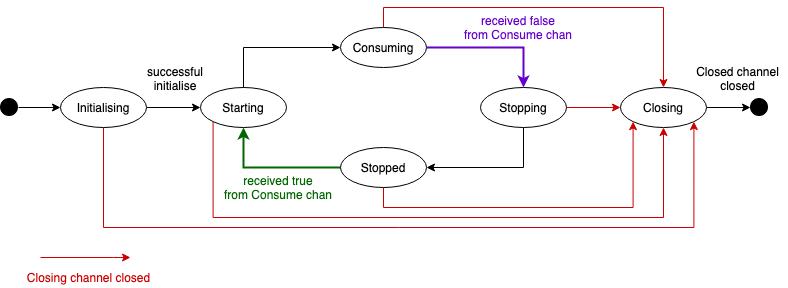 received false
from Consume chan
Consuming
successful
initialise
Closed channel
closed
Initialising
Starting
Stopping
Closing
Stopped
received true
from Consume chan
Closing channel closed